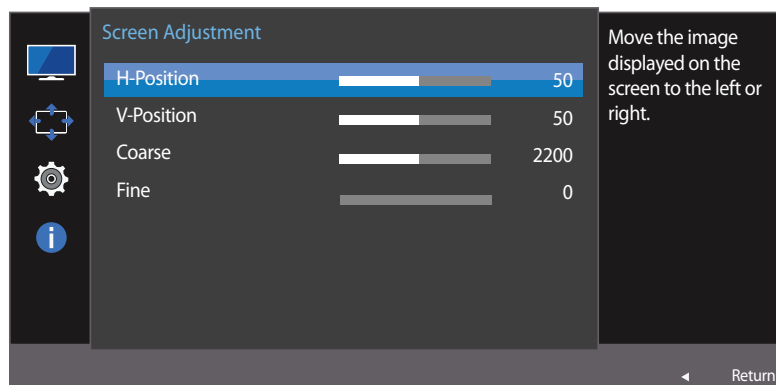 Screen Adjustment
H-Position 50
V-Position 50
Coarse 2200
Fine 0
Move the image
displayed on the
screen to the left or
right.
i
Return